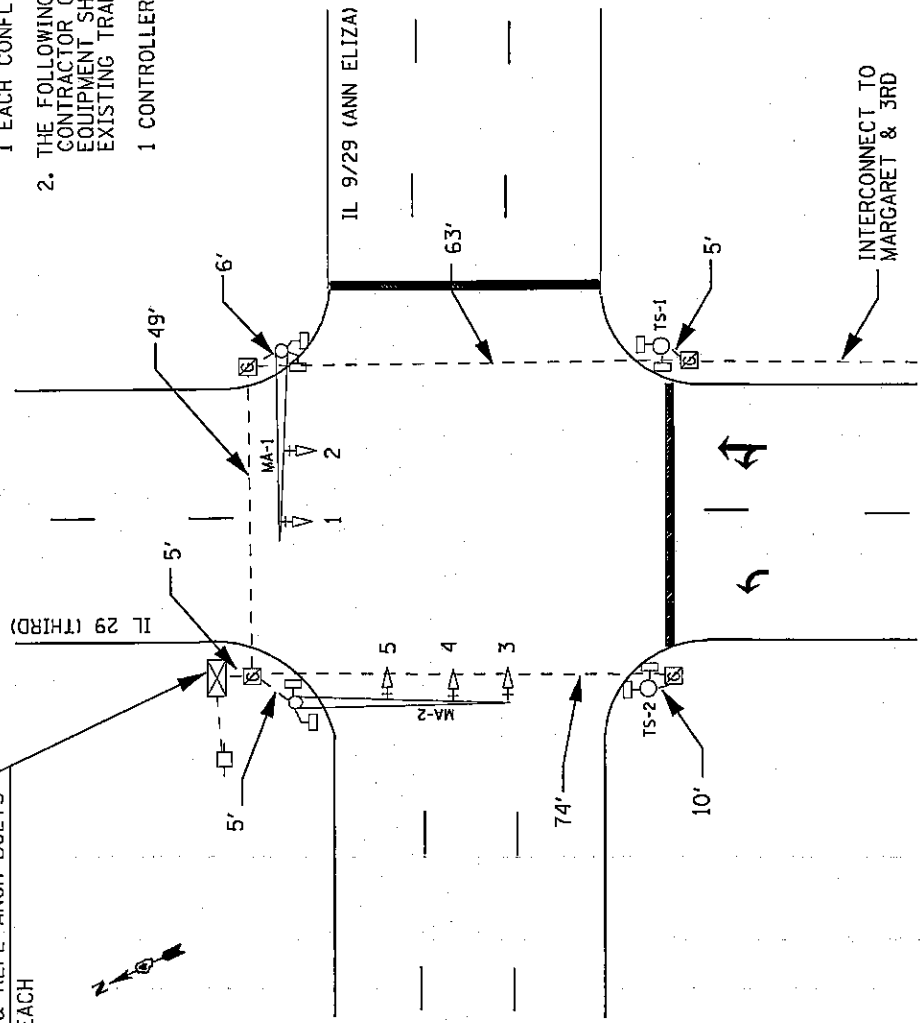 1 EACH CONFL
2. THE FOLLOWING
CONTRACTOR
EQUIPMENT SH
EXISTING TRA
1 CONTROLLER
& REPL ANCH BOLTS
EACH
N
IL 29 (THIRD)
IL 9/29 (ANN ELIZA)
49'
6'
5'
MA-1
1
2
63'
5'
5
4
3
MA-2
TS-1
5'
TS-2
74'
10'
INTERCONNECT TO
MARGARET & 3RD